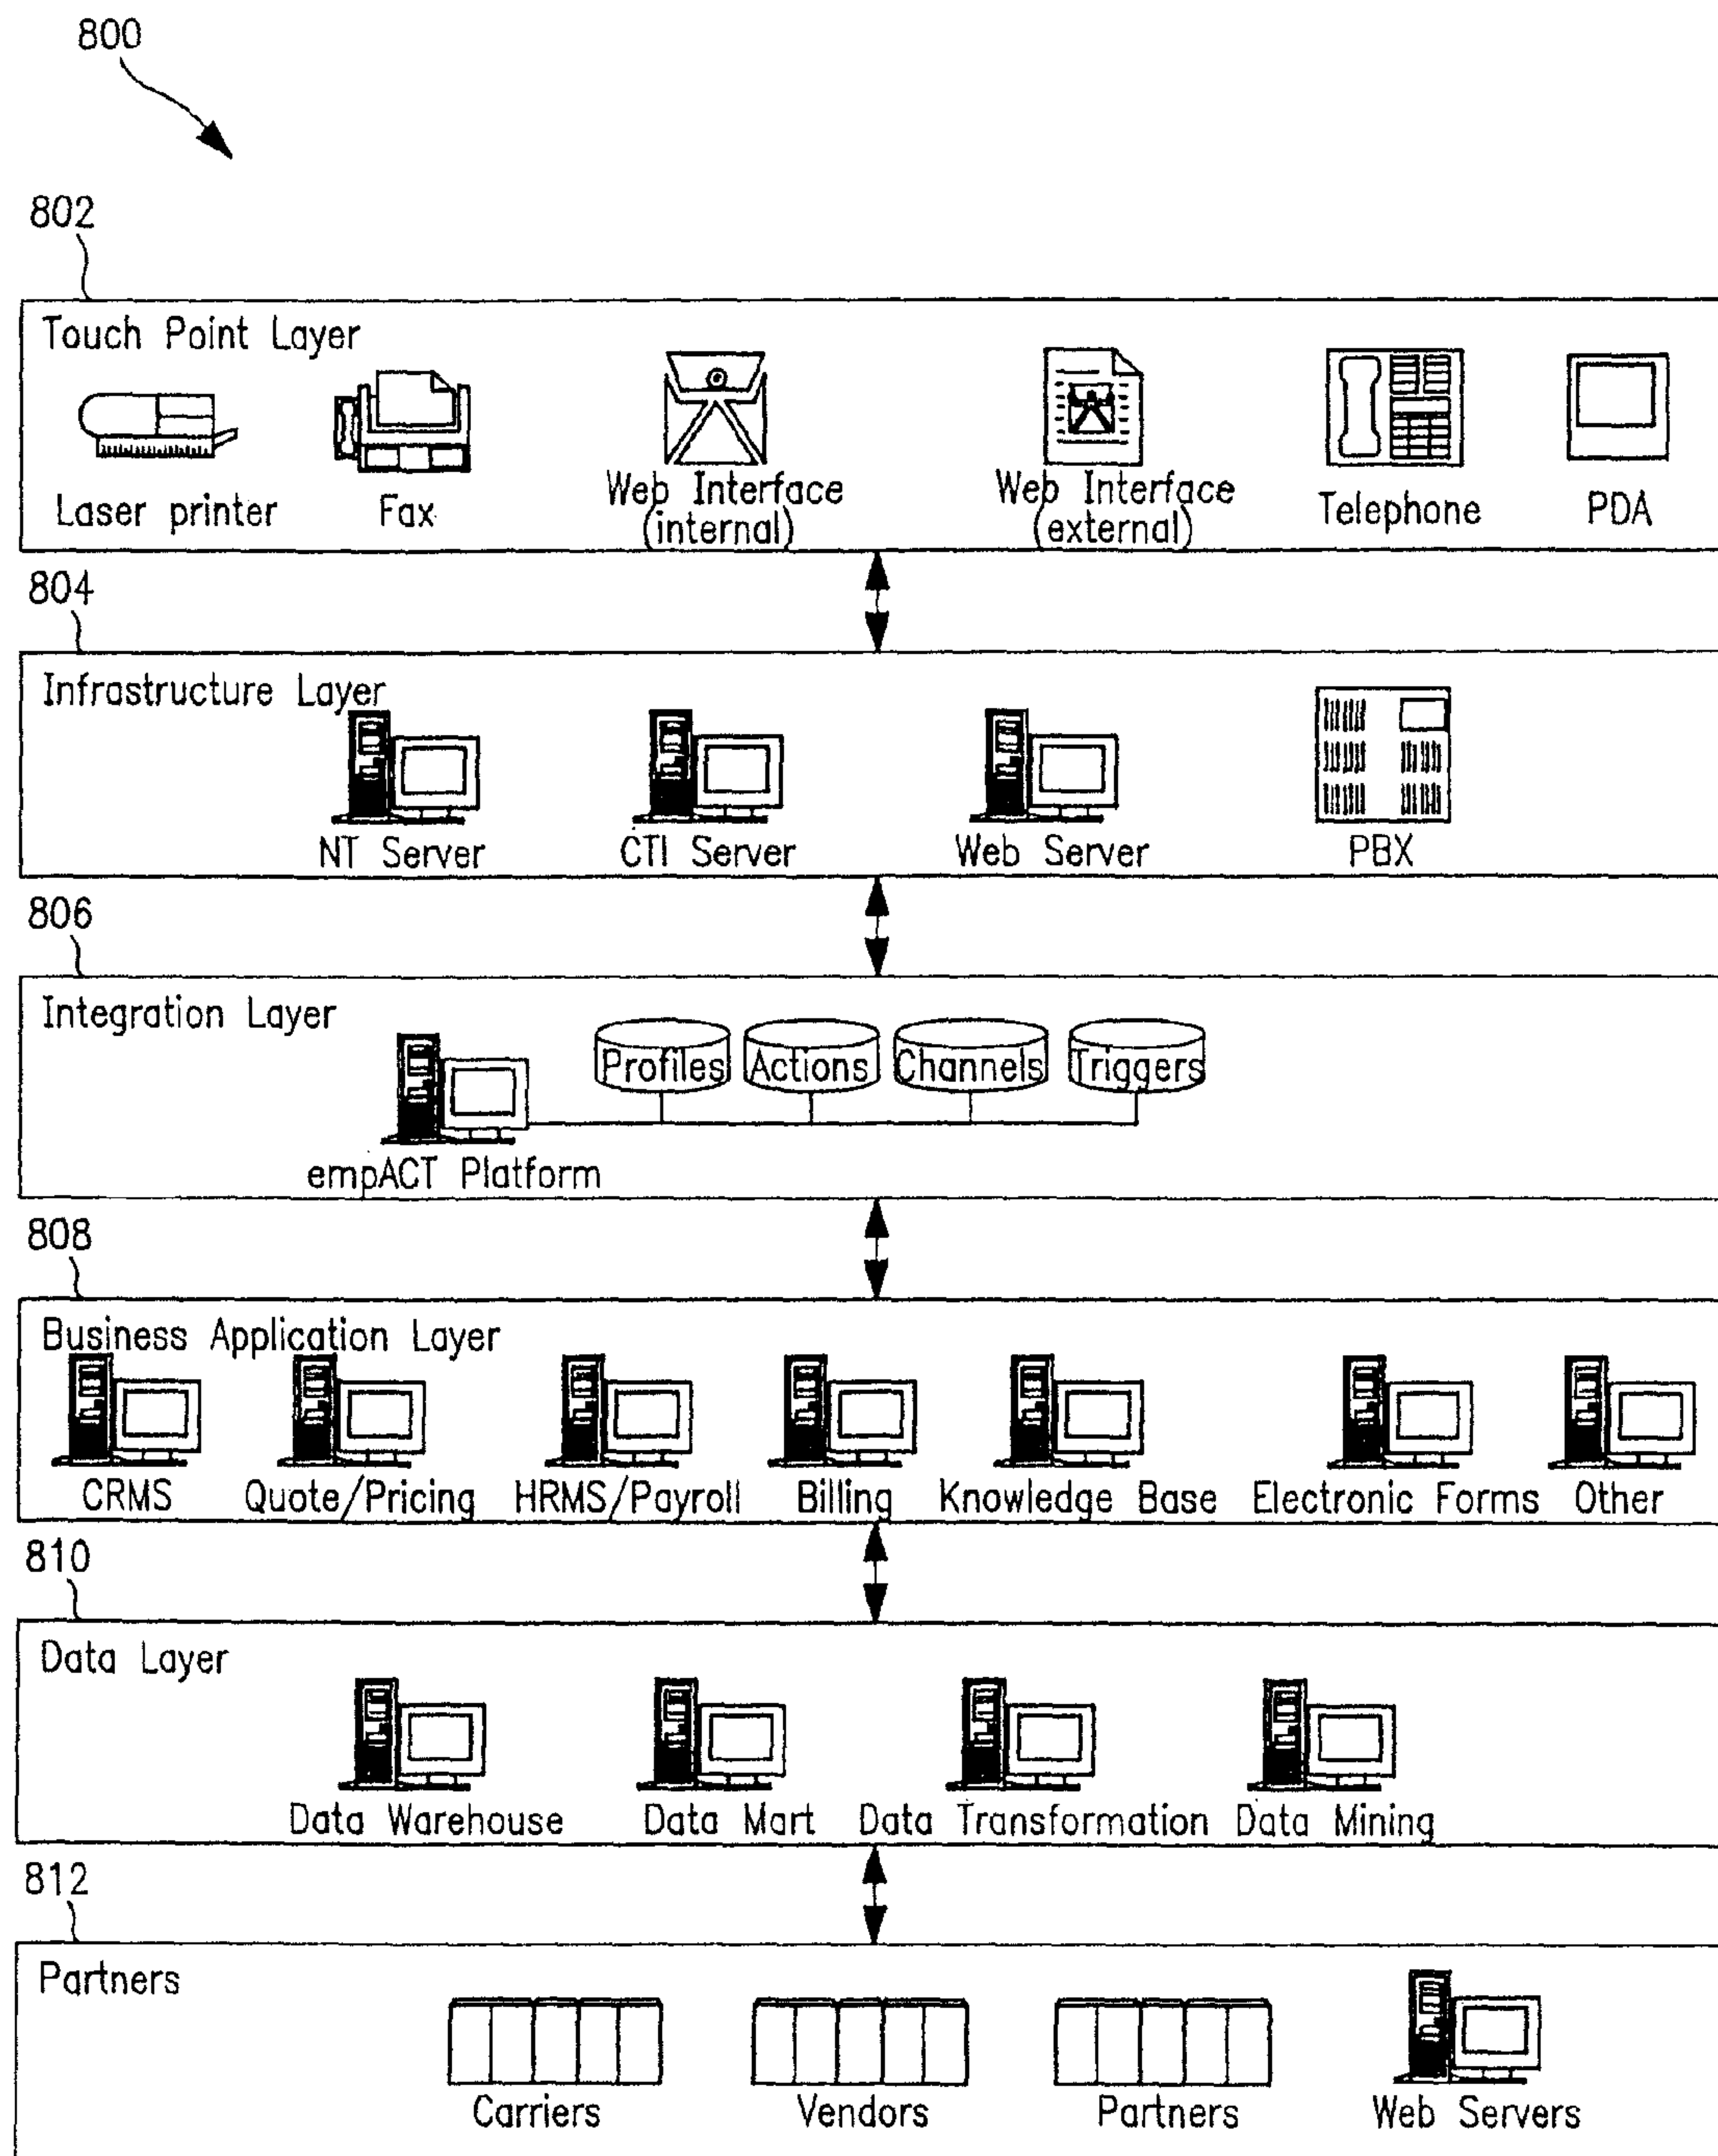 800
802
Touch Point Layer
Laser printer
Fax
Web Interface
(internal)
Web Interface
(external)
Telephone
PDA
804
Infrastructure Layer
NT Server
CTI Server
Web Server
PBX
806
Integration Layer
Profiles
Actions
Channels
Triggers
empACT Platform
808
Business Application Layer
CRMS
Quote/Pricing
HRMS/Payroll
Billing
Knowledge Base
Electronic Forms
Other
810
Data Layer
Data Warehouse
Data Mart
Data Transformation
Data Mining
812
Partners
Carriers
Vendors
Partners
Web Servers